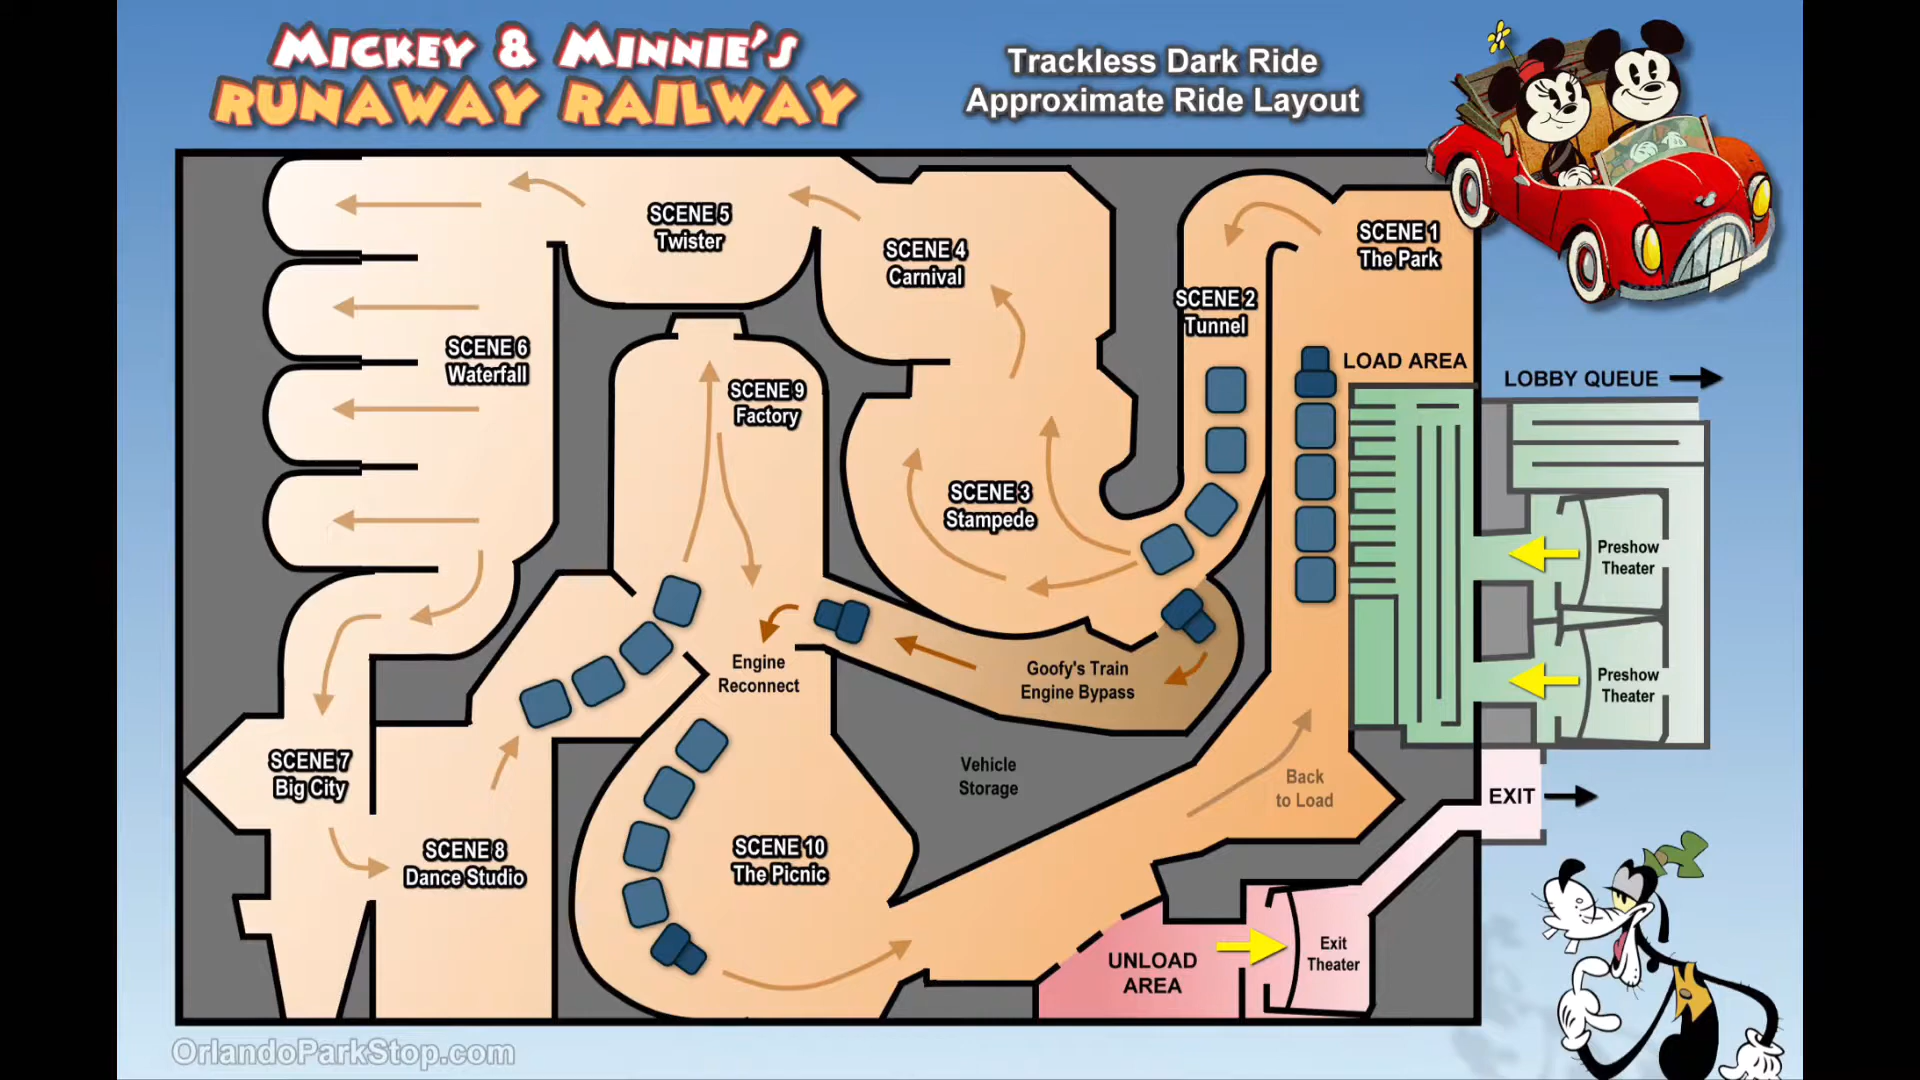 MICKEY & MINNIE'S
RUNAWAY RAILWAY
Trackless Dark Ride
Approximate Ride Layout
SCENE 5
Twister
SCENE 4
Carnival
SCENE 1
The Park
SCENE 2
Tunnel
SCENE 6
Waterfall
SCENE 9
Factory
LOAD AREA
LOBBY QUEUE
SCENE 3
Stampede
Preshow
Theater
Engine
Reconnect
Goofy's Train
Engine Bypass
Preshow
Theater
SCENE 7
Big City
Vehicle
Storage
Back
to Load
EXIT
SCENE 8
Dance Studio
SCENE 10
The Picnic
UNLOAD
AREA
Exit
Theater
OrlandoParkStop.com